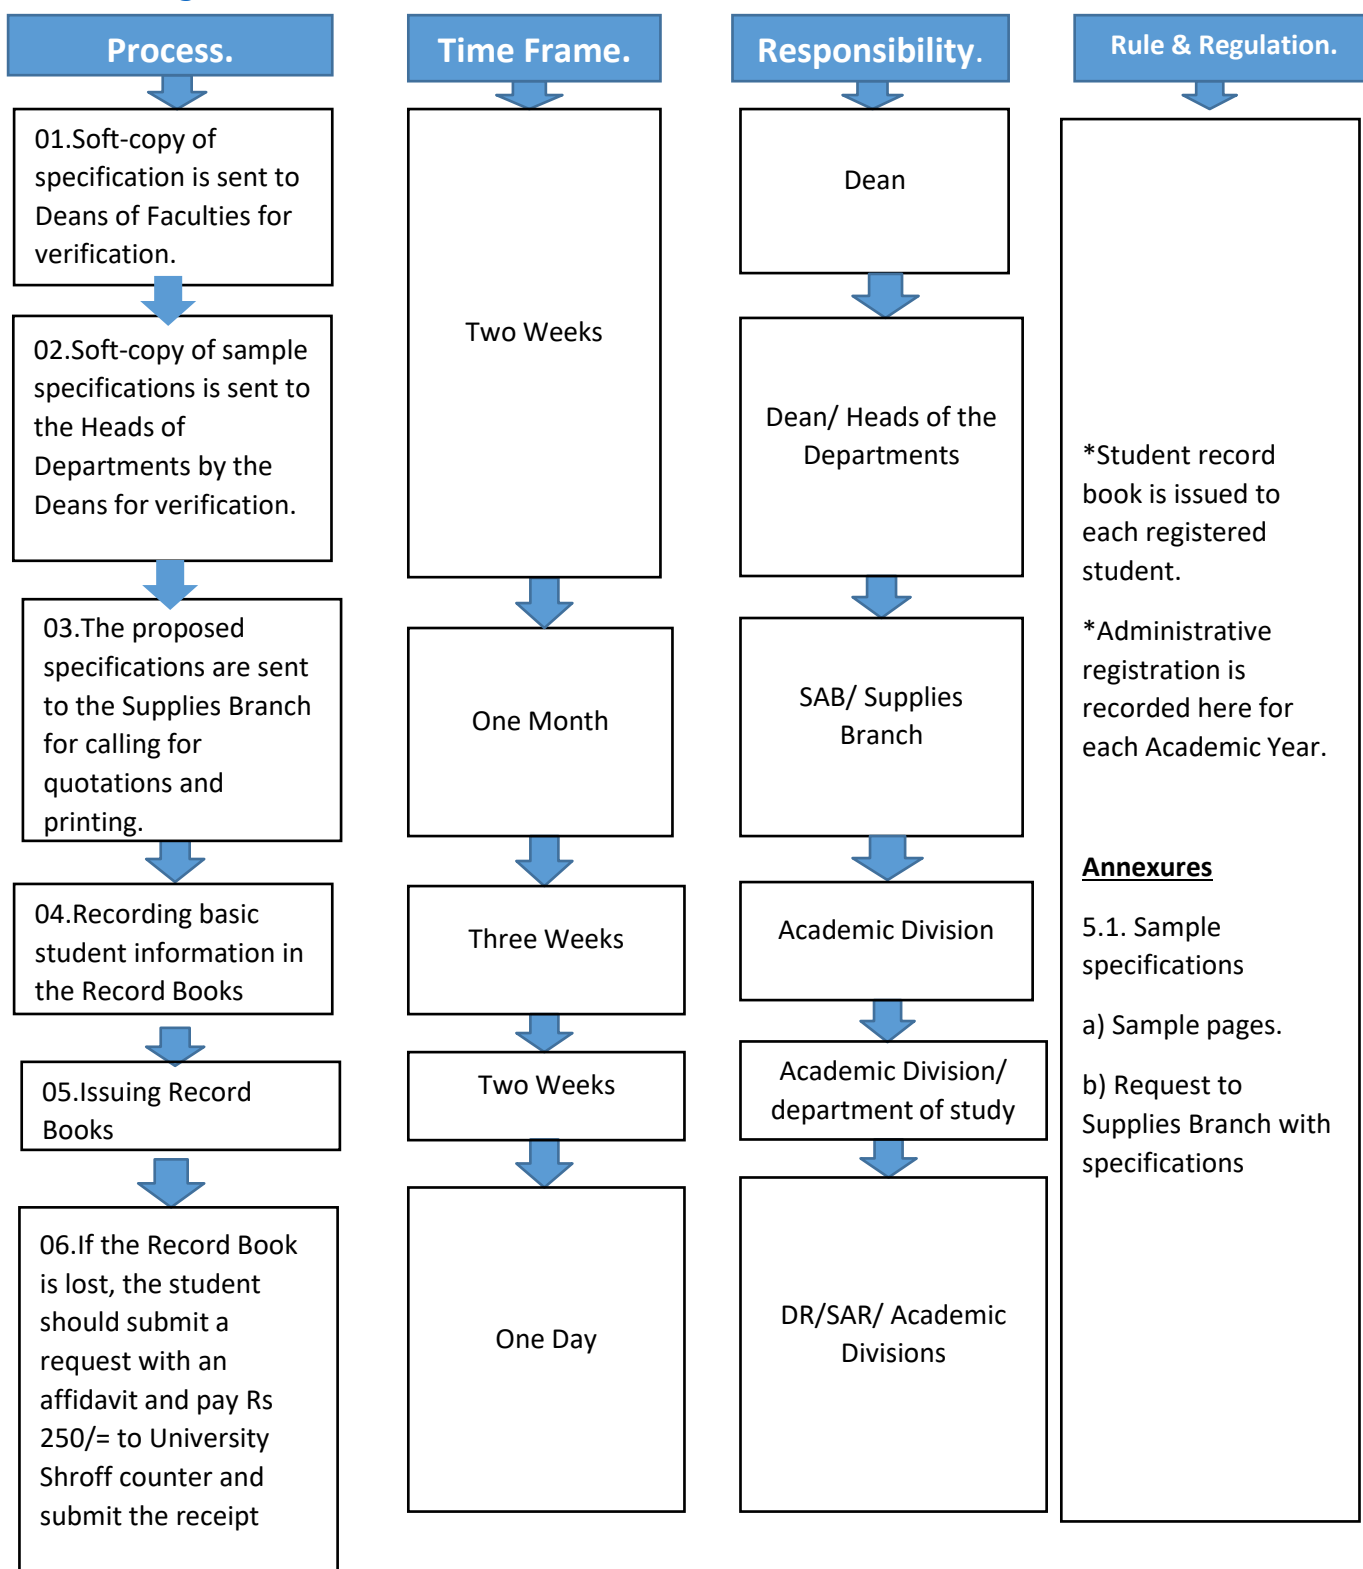 Process.
Time Frame.
Responsibility.
Rule & Regulation.
01.Soft-copy of
specification is sent to
Deans of Faculties for
verification.
02.Soft-copy of sample
specifications is sent to
the Heads of
Departments by the
Deans for verification.
03.The proposed
specifications are sent
to the Supplies Branch
for calling for
quotations and
printing.
04.Recording basic
student information in
the Record Books
05.Issuing Record
Books
06.If the Record Book
is lost, the student
should submit a
request with an
affidavit and pay Rs
250/= to University
Shroff counter and
submit the receipt
Two Weeks
One Month
Three Weeks
Two Weeks
One Day
Dean
Dean/ Heads of the
Departments
SAB/ Supplies
Branch
Academic Division
Academic Division/
department of study
DR/SAR/ Academic
Divisions
*Student record
book is issued to
each registered
student.
*Administrative
registration is
recorded here for
each Academic Year.
Annexures
5.1. Sample
specifications
a) Sample pages.
b) Request to
Supplies Branch with
specifications